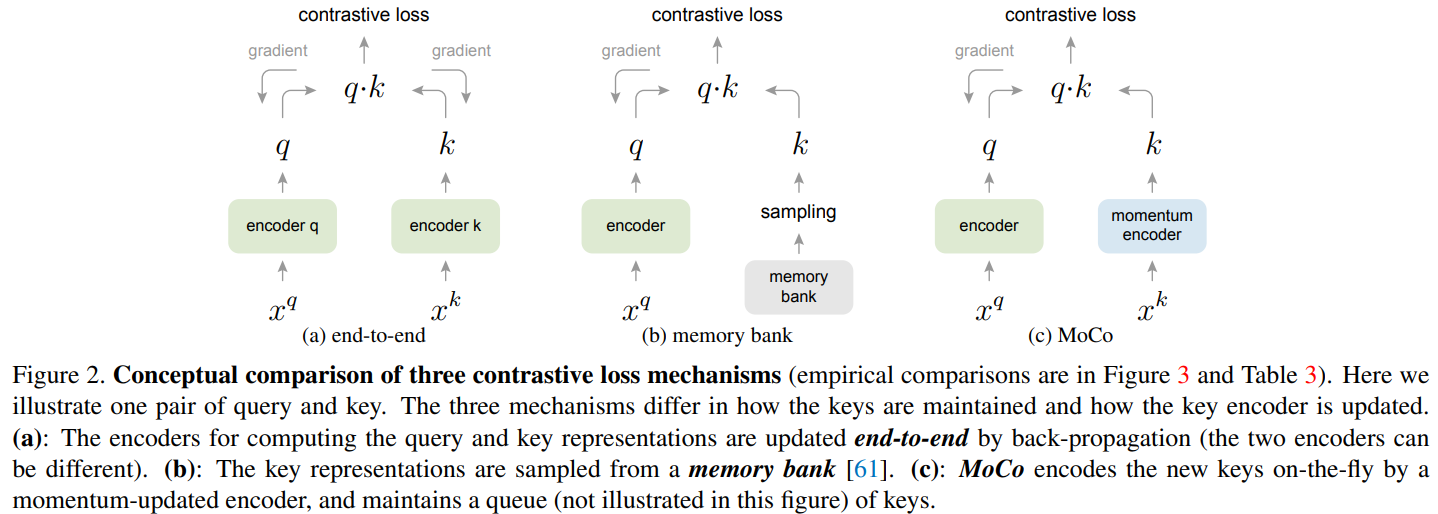 contrastive loss contrastive loss contrastive loss
gradient gradient gradient gradient
q·k q·k q·k
q k q k q k
encoder q encoder k encoder sampling encoder momentum encoder
memory bank
x^q x^k x^q x^q x^k
(a) end-to-end (b) memory bank (c) MoCo
Figure 2. Conceptual comparison of three contrastive loss mechanisms (empirical comparisons are in Figure 3 and Table 3). Here we
illustrate one pair of query and key. The three mechanisms differ in how the keys are maintained and how the key encoder is updated.
(a): The encoders for computing the query and key representations are updated end-to-end by back-propagation (the two encoders can
be different). (b): The key representations are sampled from a memory bank [61]. (c): MoCo encodes the new keys on-the-fly by a
momentum-updated encoder, and maintains a queue (not illustrated in this figure) of keys.